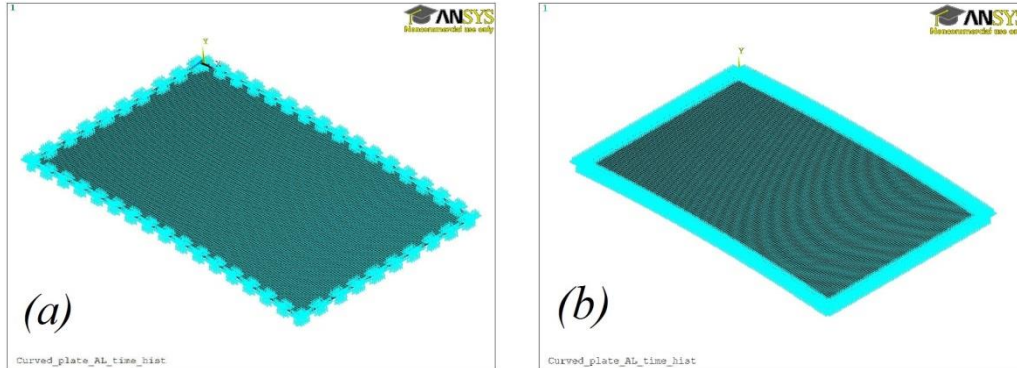 1
ANSYS
Noncommercial use only
Y
X
(a)
Curved_plate_AL_time_hist
1
ANSYS
Noncommercial use only
Y
(b)
Curved_plate_AL_time_hist